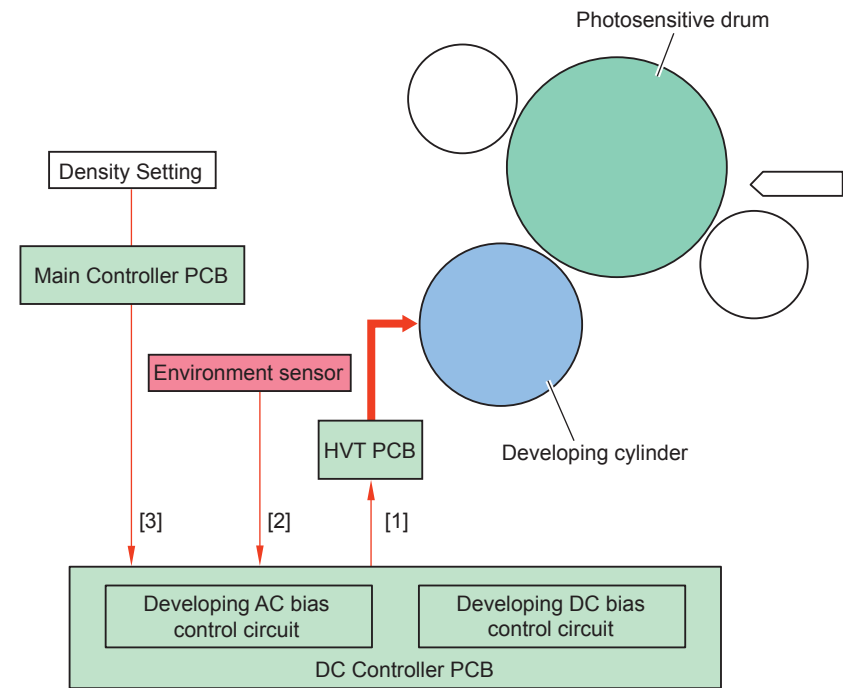 Photosensitive drum
Density Setting
Main Controller PCB
Environment sensor
HVT PCB
Developing cylinder
[3]
[2]
[1]
Developing AC bias
control circuit
Developing DC bias
control circuit
DC Controller PCB